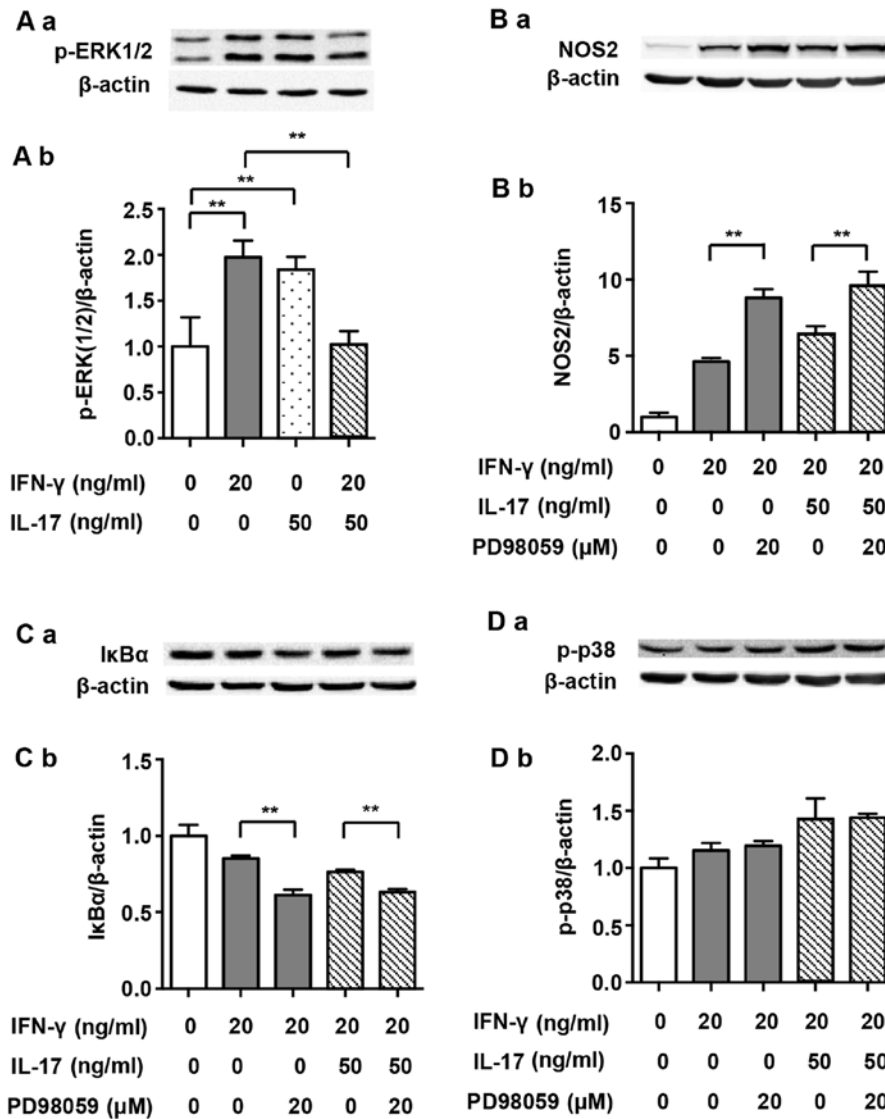 A a
p-ERK1/2
β-actin
A b
**
**
**
p-ERK(1/2)/β-actin
2.5
2.0
1.5
1.0
0.5
0.0
IFN-γ (ng/ml) 0 20 0 20
IL-17 (ng/ml) 0 0 50 50
B a
NOS2
β-actin
B b
** **
NOS2/β-actin
15
10
5
0
IFN-γ (ng/ml) 0 20 20 20 20
IL-17 (ng/ml) 0 0 0 50 50
PD98059 (μM) 0 0 20 0 20
C a
IκBα
β-actin
C b
** **
IκBα/β-actin
1.5
1.0
0.5
0.0
IFN-γ (ng/ml) 0 20 20 20 20
IL-17 (ng/ml) 0 0 0 50 50
PD98059 (μM) 0 0 20 0 20
D a
p-p38
β-actin
D b
p-p38/β-actin
2.0
1.5
1.0
0.5
0.0
IFN-γ (ng/ml) 0 20 20 20 20
IL-17 (ng/ml) 0 0 0 50 50
PD98059 (μM) 0 0 20 0 20